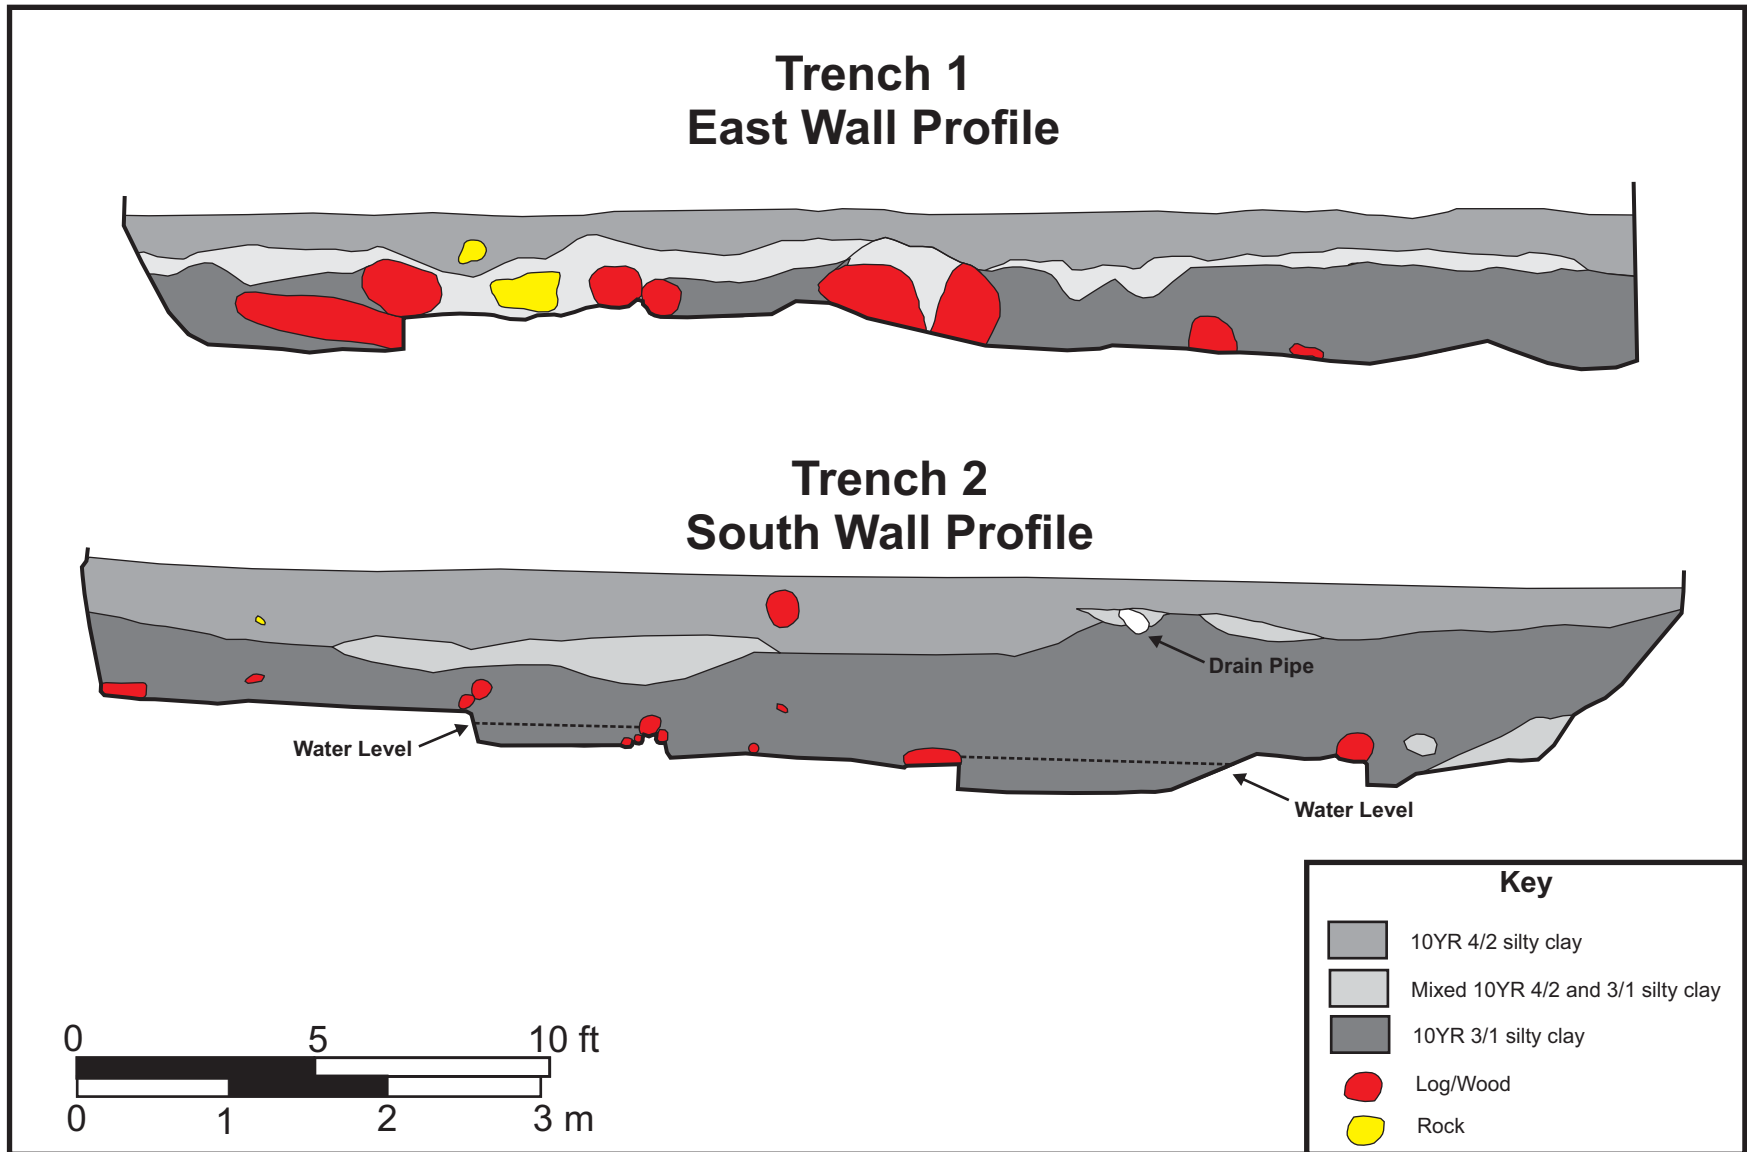 Trench 1
East Wall Profile
Trench 2
South Wall Profile
Drain Pipe
Water Level
Water Level
Key
10YR 4/2 silty clay
Mixed 10YR 4/2 and 3/1 silty clay
10YR 3/1 silty clay
Log/Wood
Rock
0 5 10 ft
0 1 2 3 m